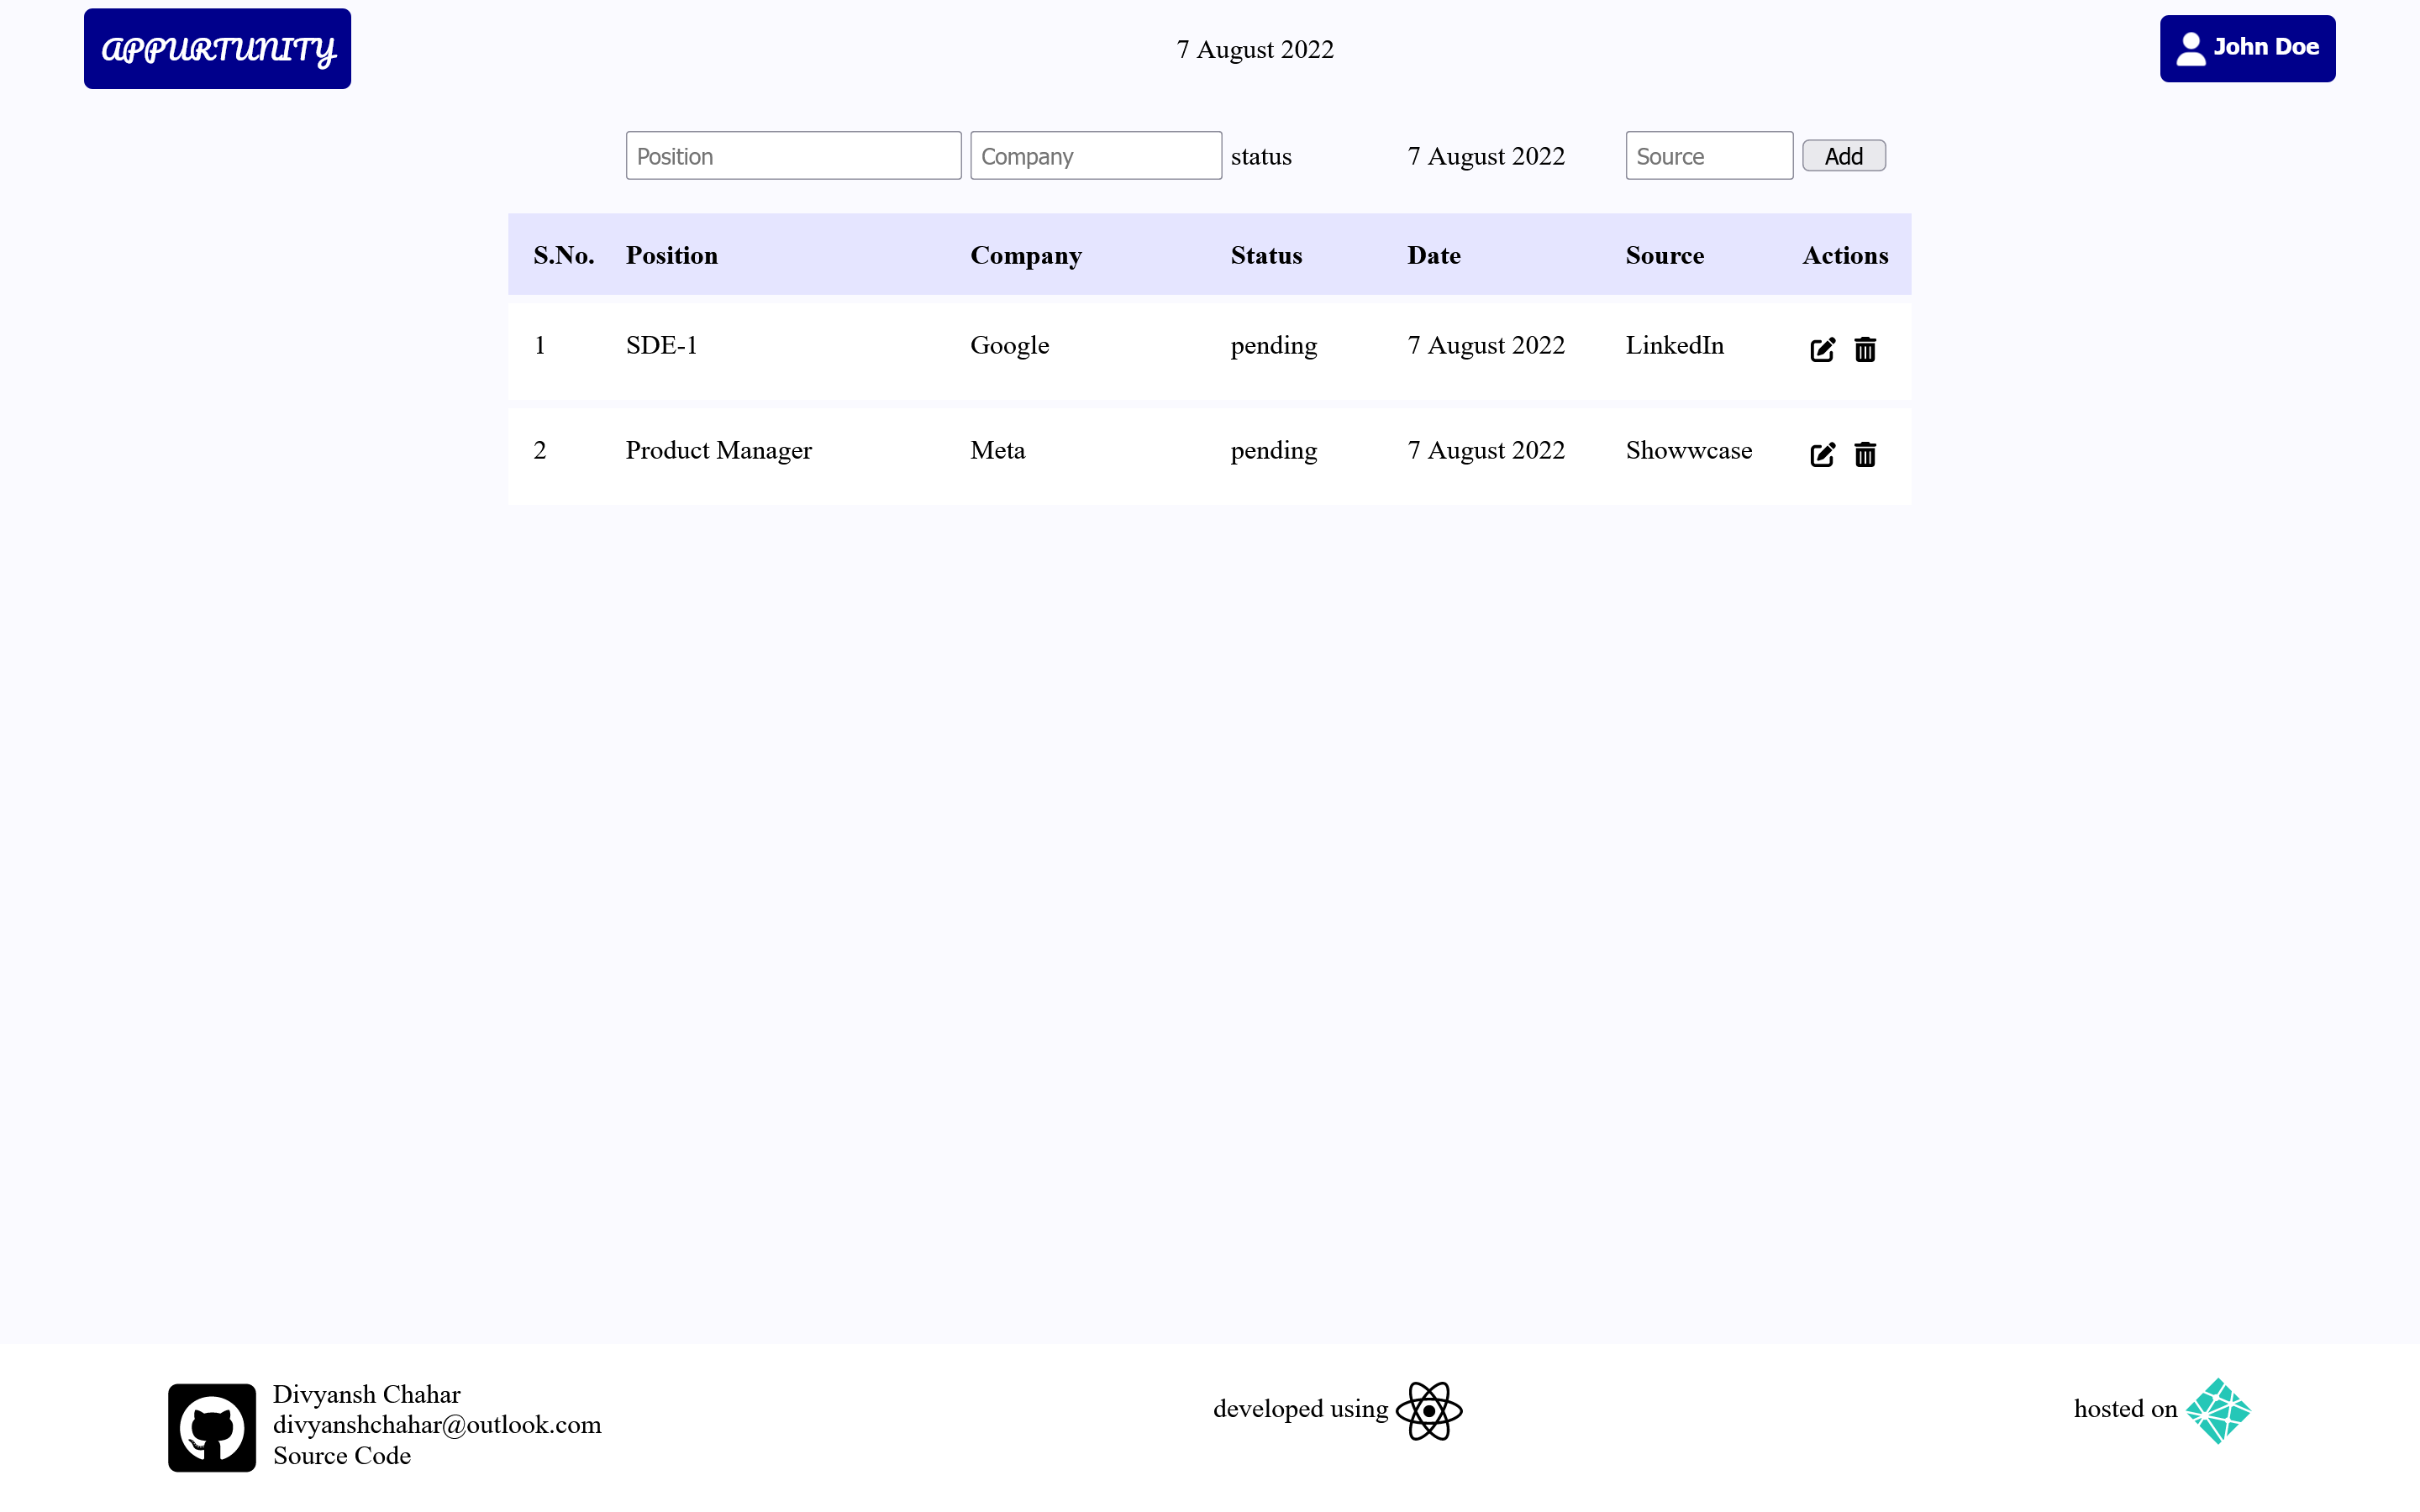 APPURTUNITY
7 August 2022
John Doe
Position Company status 7 August 2022 Source Add
S.No. Position Company Status Date Source Actions
1 SDE-1 Google pending 7 August 2022 LinkedIn
2 Product Manager Meta pending 7 August 2022 Showwcase
Divyansh Chahar
divyanshchahar@outlook.com
Source Code
developed using
hosted on